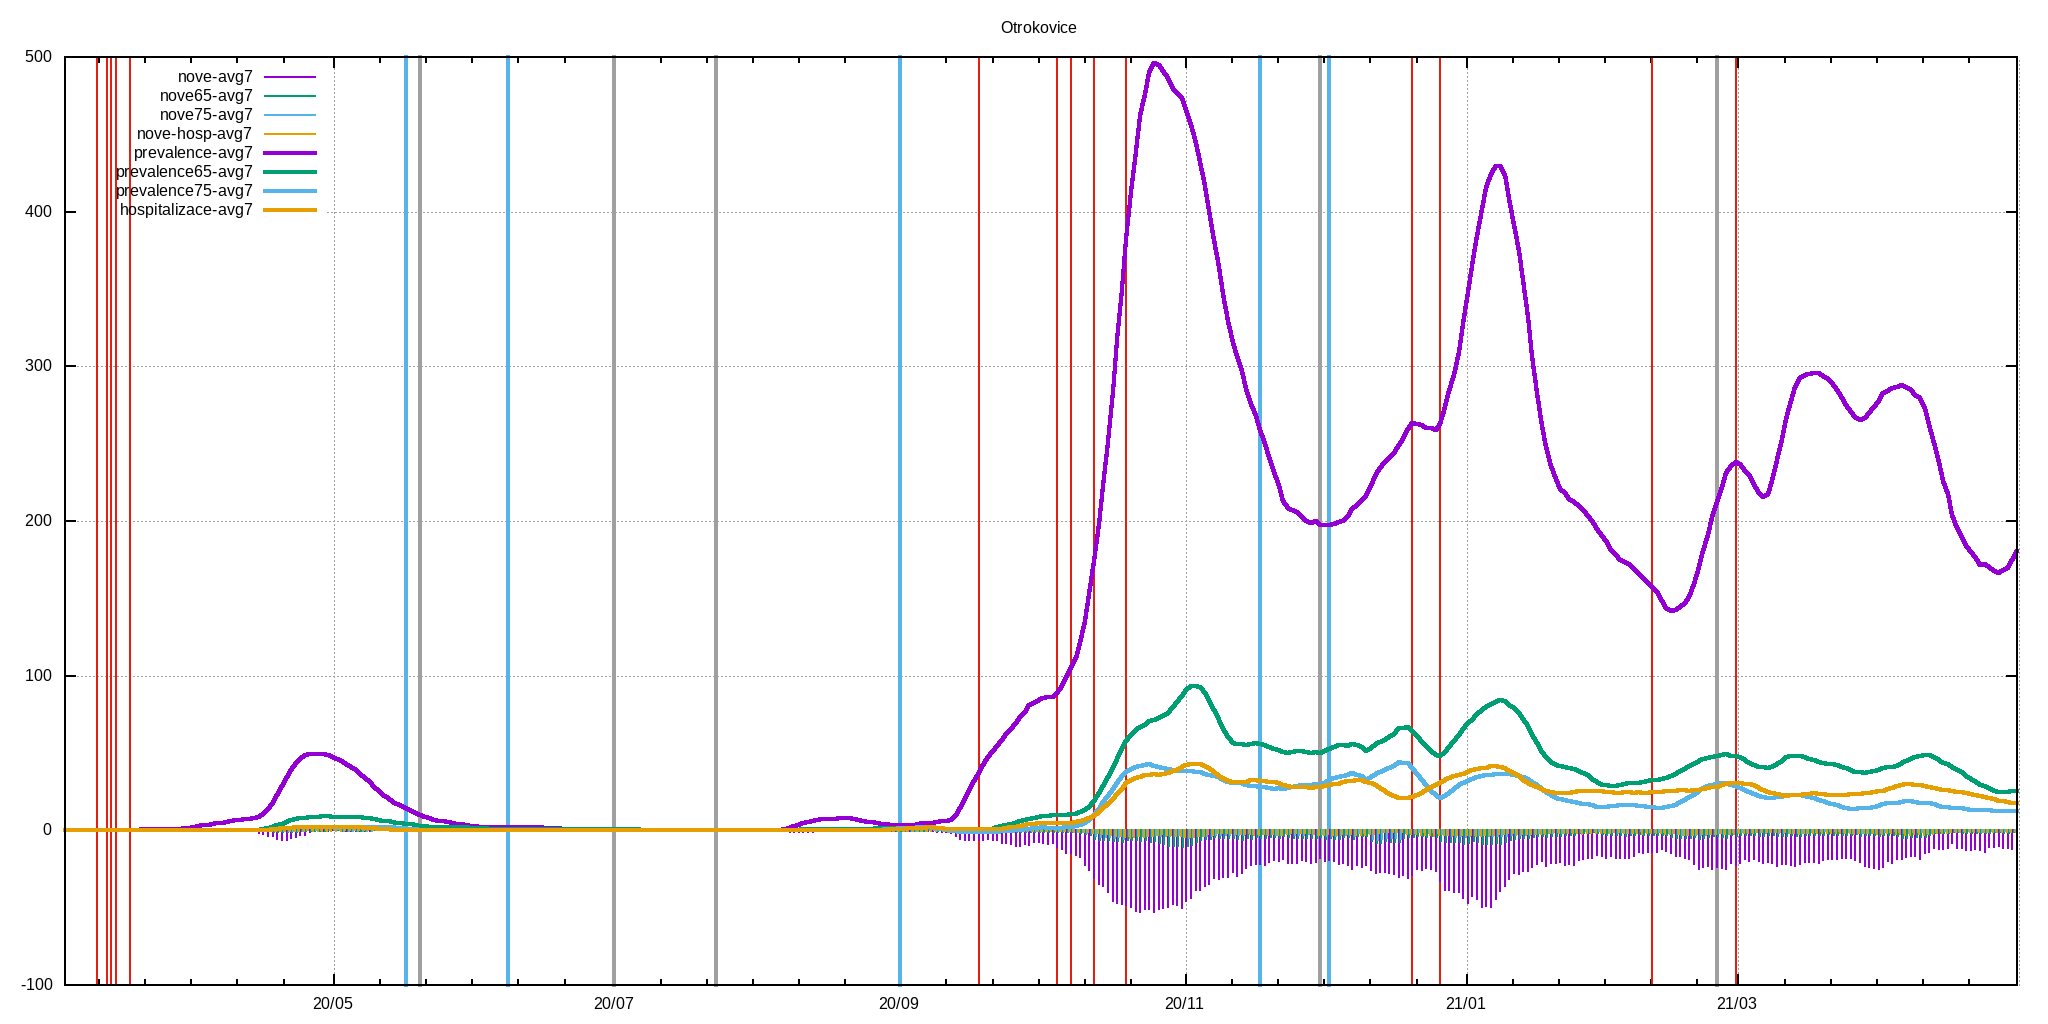 Otrokovice
500
400
300
200
100
0
-100
nove-avg7
nove65-avg7
nove75-avg7
nove-hosp-avg7
prevalence-avg7
prevalence65-avg7
prevalence75-avg7
hospitalizace-avg7
20/05
20/07
20/09
20/11
21/01
21/03